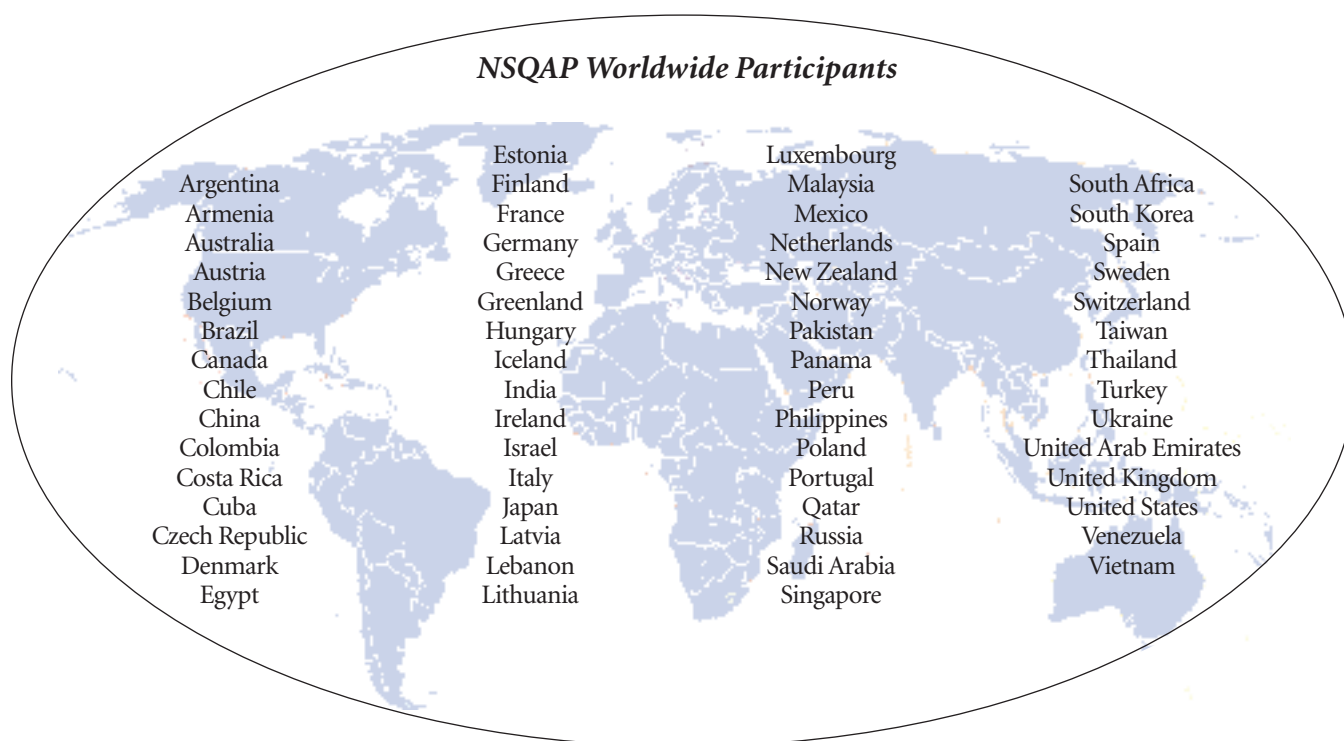 NSQAP Worldwide Participants
Argentina
Armenia
Australia
Austria
Belgium
Brazil
Canada
Chile
China
Colombia
Costa Rica
Cuba
Czech Republic
Denmark
Egypt
Estonia
Finland
France
Germany
Greece
Greenland
Hungary
Iceland
India
Ireland
Israel
Italy
Japan
Latvia
Lebanon
Lithuania
Luxembourg
Malaysia
Mexico
Netherlands
New Zealand
Norway
Pakistan
Panama
Peru
Philippines
Poland
Portugal
Qatar
Russia
Saudi Arabia
Singapore
South Africa
South Korea
Spain
Sweden
Switzerland
Taiwan
Thailand
Turkey
Ukraine
United Arab Emirates
United Kingdom
United States
Venezuela
Vietnam